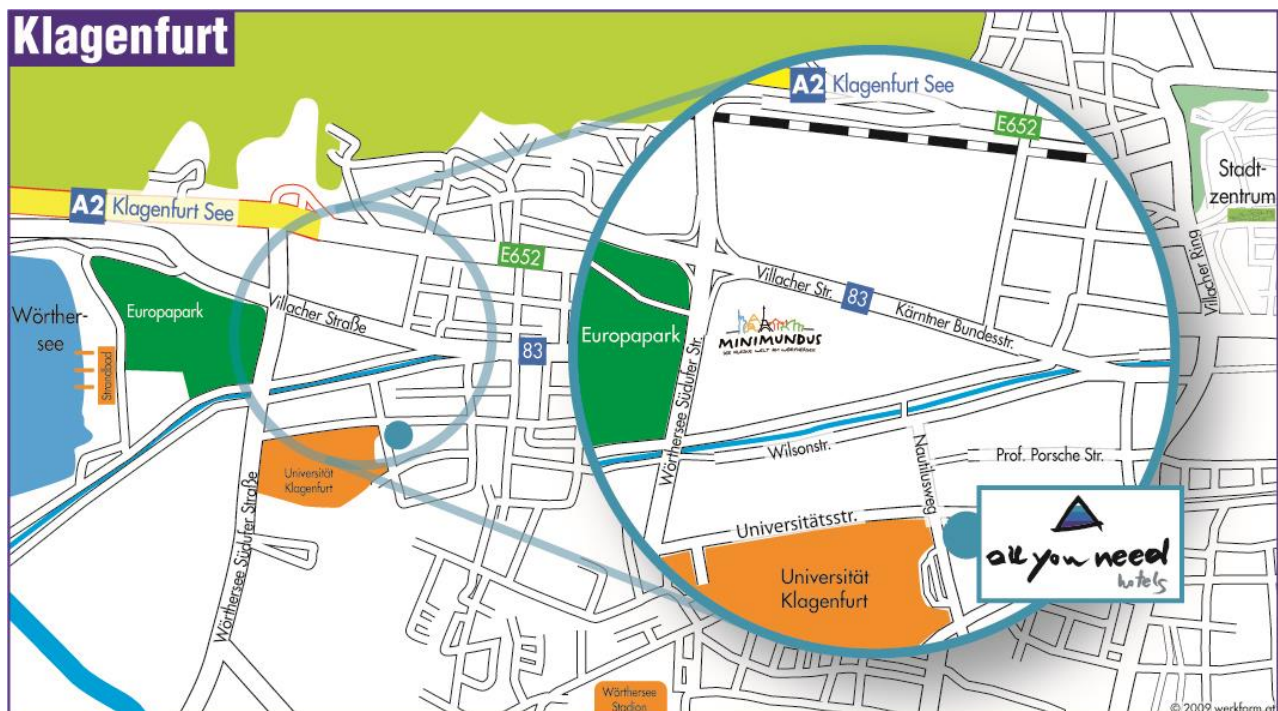 Klagenfurt
A2 Klagenfurt See
E652
Villacher Straße
83
Europapark
Wörther-
see
Strandbad
Universität
Klagenfurt
Wörthersee Südufer Straße
Wörthersee
Stadion
A2 Klagenfurt See
E652
Villacher Str. 83 Kärntner Bundesstr.
Europapark
MINIMUNDUS
Wörthersee Südufer Str.
Wilsonstr.
Nautilusweg
Prof. Porsche Str.
Universitätsstr.
Universität
Klagenfurt
all you need
hotels
Stadt-
zentrum
Villacher Ring
© 2009 werkform.at